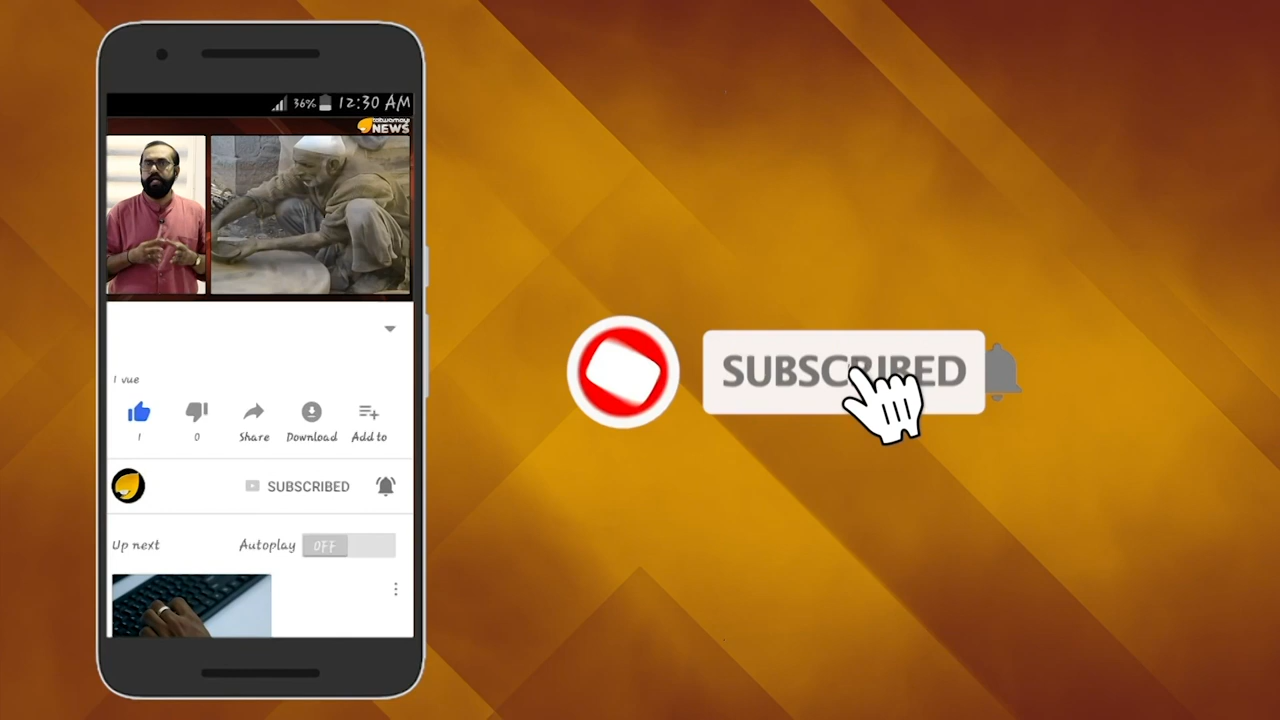 36% 12:30 AM
tatwamayi
NEWS
1 vue
1 0 Share Download Add to
SUBSCRIBED
Up next Autoplay OFF
SUBSCRIBED